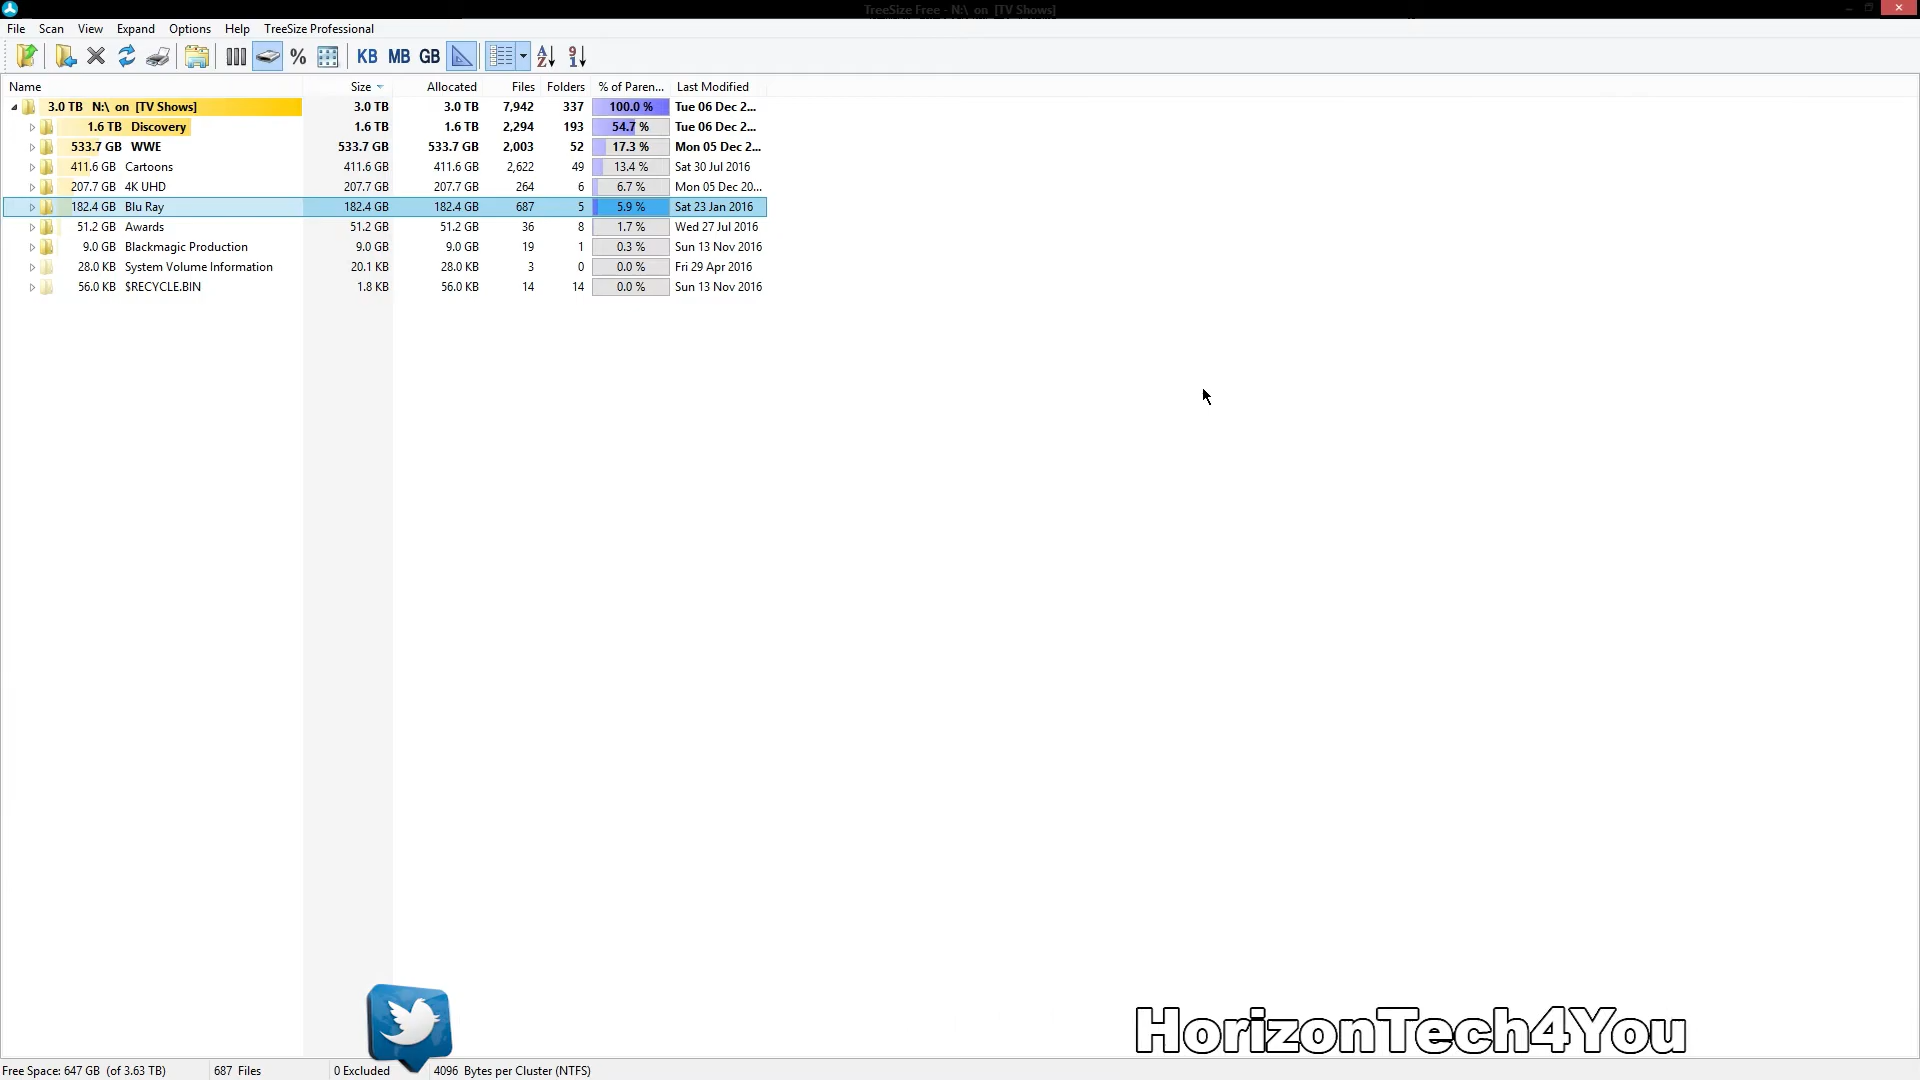 TreeSize Free - N:\ on [TV Shows]
File Scan View Expand Options Help TreeSize Professional
% KB MB GB A Z 9 1
Name Size Allocated Files Folders % of Paren... Last Modified
3.0 TB N:\ on [TV Shows] 3.0 TB 3.0 TB 7,942 337 100.0 % Tue 06 Dec 2...
1.6 TB Discovery 1.6 TB 1.6 TB 2,294 193 54.7 % Tue 06 Dec 2...
533.7 GB WWE 533.7 GB 533.7 GB 2,003 52 17.3 % Mon 05 Dec 2...
411.6 GB Cartoons 411.6 GB 411.6 GB 2,622 49 13.4 % Sat 30 Jul 2016
207.7 GB 4K UHD 207.7 GB 207.7 GB 264 6 6.7 % Mon 05 Dec 20...
182.4 GB Blu Ray 182.4 GB 182.4 GB 687 5 5.9 % Sat 23 Jan 2016
51.2 GB Awards 51.2 GB 51.2 GB 36 8 1.7 % Wed 27 Jul 2016
9.0 GB Blackmagic Production 9.0 GB 9.0 GB 19 1 0.3 % Sun 13 Nov 2016
28.0 KB System Volume Information 20.1 KB 28.0 KB 3 0 0.0 % Fri 29 Apr 2016
56.0 KB $RECYCLE.BIN 1.8 KB 56.0 KB 14 14 0.0 % Sun 13 Nov 2016
HorizonTech4You
Free Space: 647 GB (of 3.63 TB) 687 Files 0 Excluded 4096 Bytes per Cluster (NTFS)